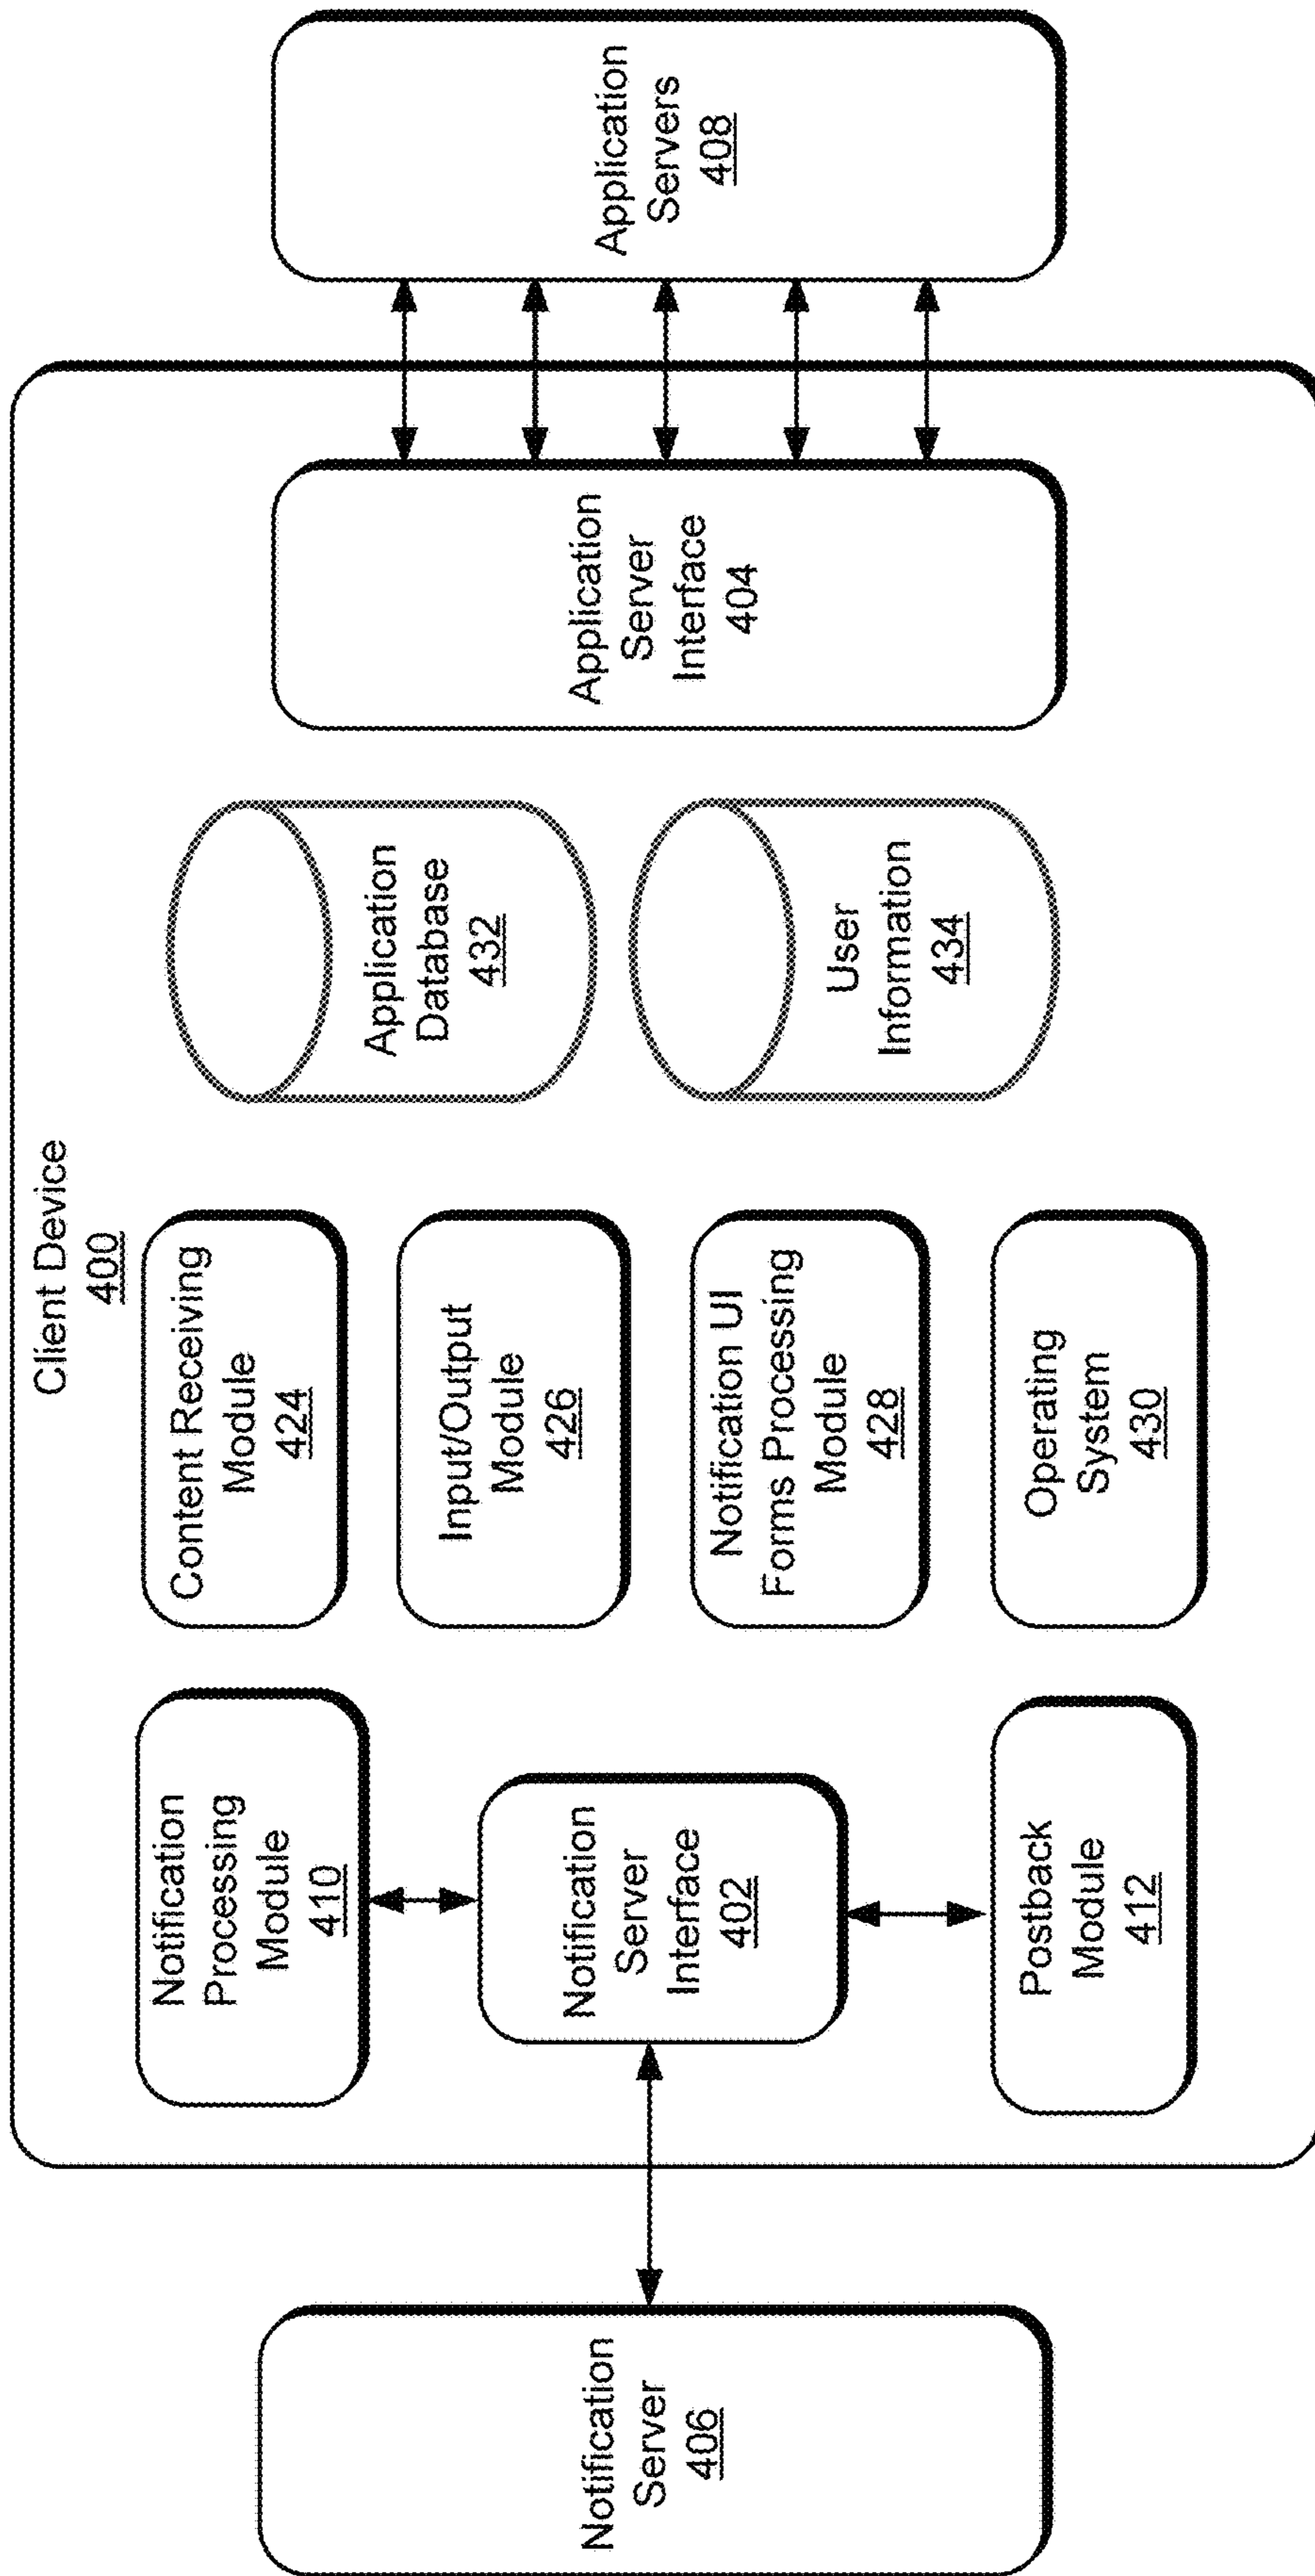 Client Device
400
Notification
Server
406
Notification
Processing
Module
410
Notification
Server
Interface
402
Postback
Module
412
Content Receiving
Module
424
Input/Output
Module
426
Notification UI
Forms Processing
Module
428
Operating
System
430
Application
Database
432
User
Information
434
Application
Server
Interface
404
Application
Servers
408